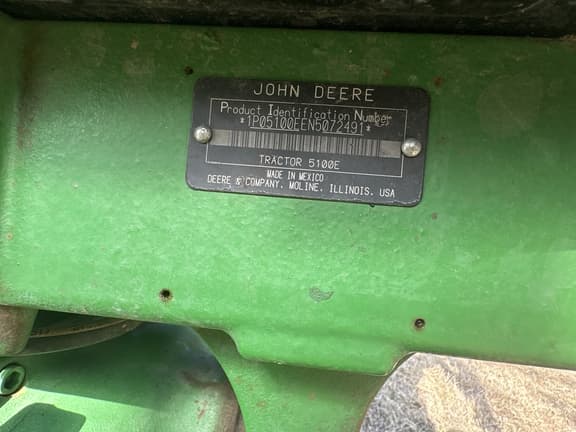 JOHN DEERE
Product Identification Number
*1P05100EEN5072491*
TRACTOR 5100E
MADE IN MEXICO
DEERE & COMPANY. MOLINE, ILLINOIS. USA